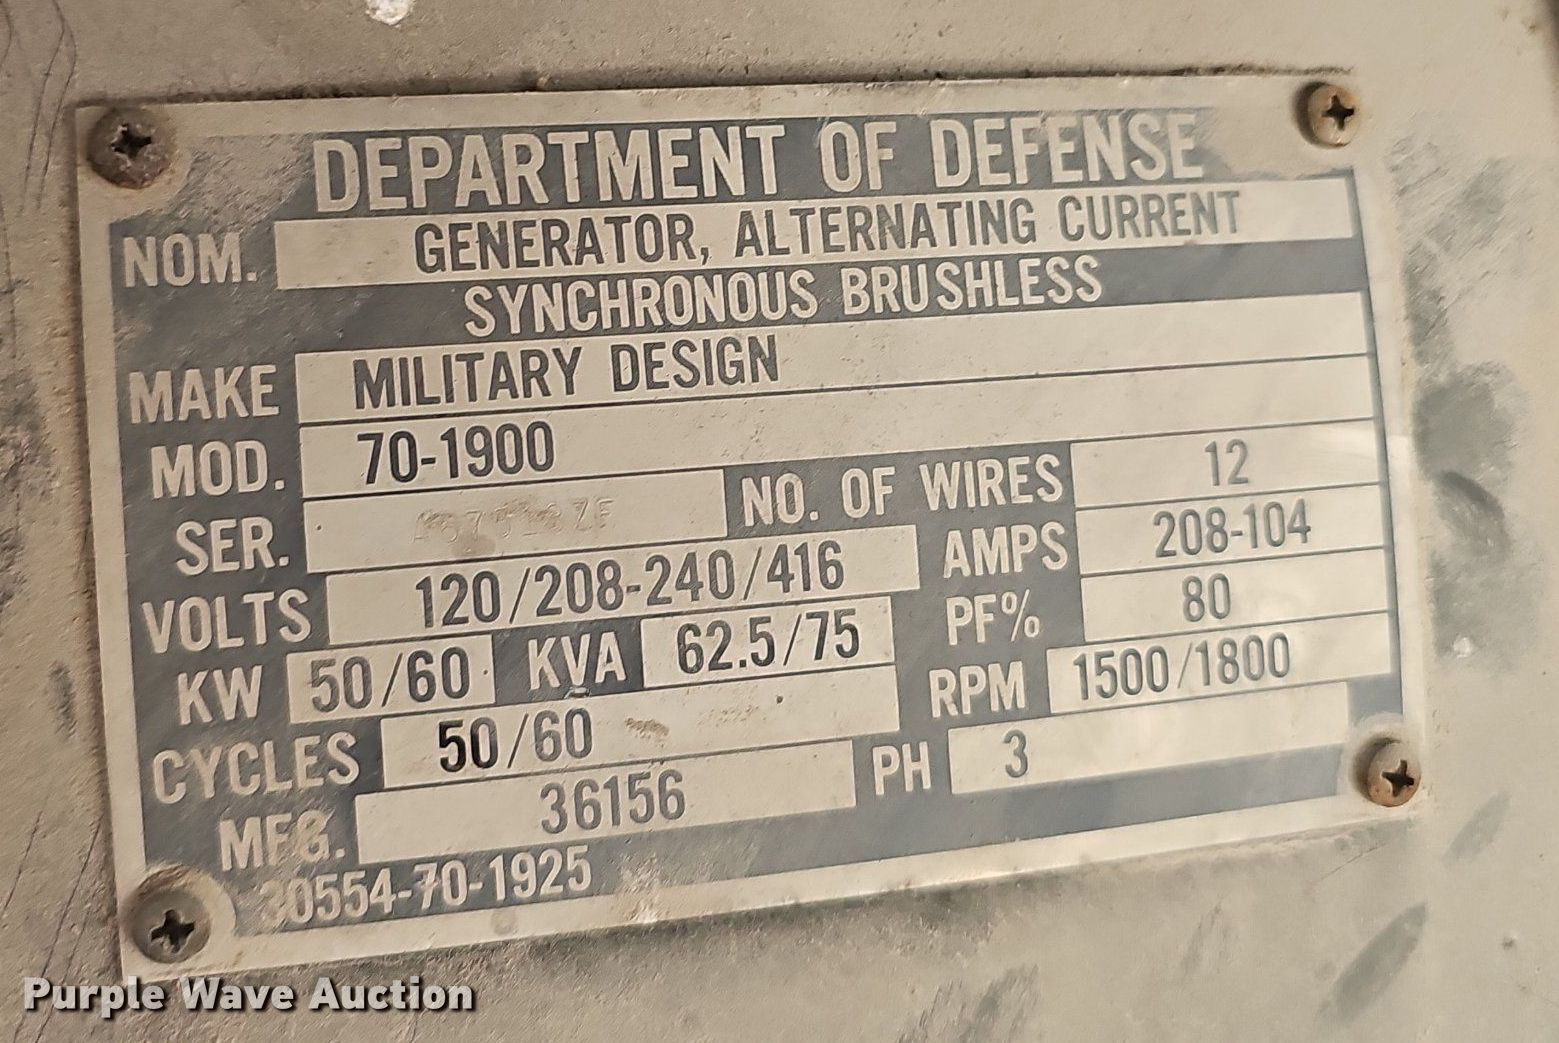 DEPARTMENT OF DEFENSE
NOM. GENERATOR, ALTERNATING CURRENT
SYNCHRONOUS BRUSHLESS
MAKE MILITARY DESIGN
MOD. 70-1900
SER. NO. OF WIRES 12
VOLTS 120/208-240/416 AMPS 208-104
KW 50/60 KVA 62.5/75 PF% 80
CYCLES 50/60 RPM 1500/1800
MFG. 36156 PH 3
30554-70-1925
Purple Wave Auction